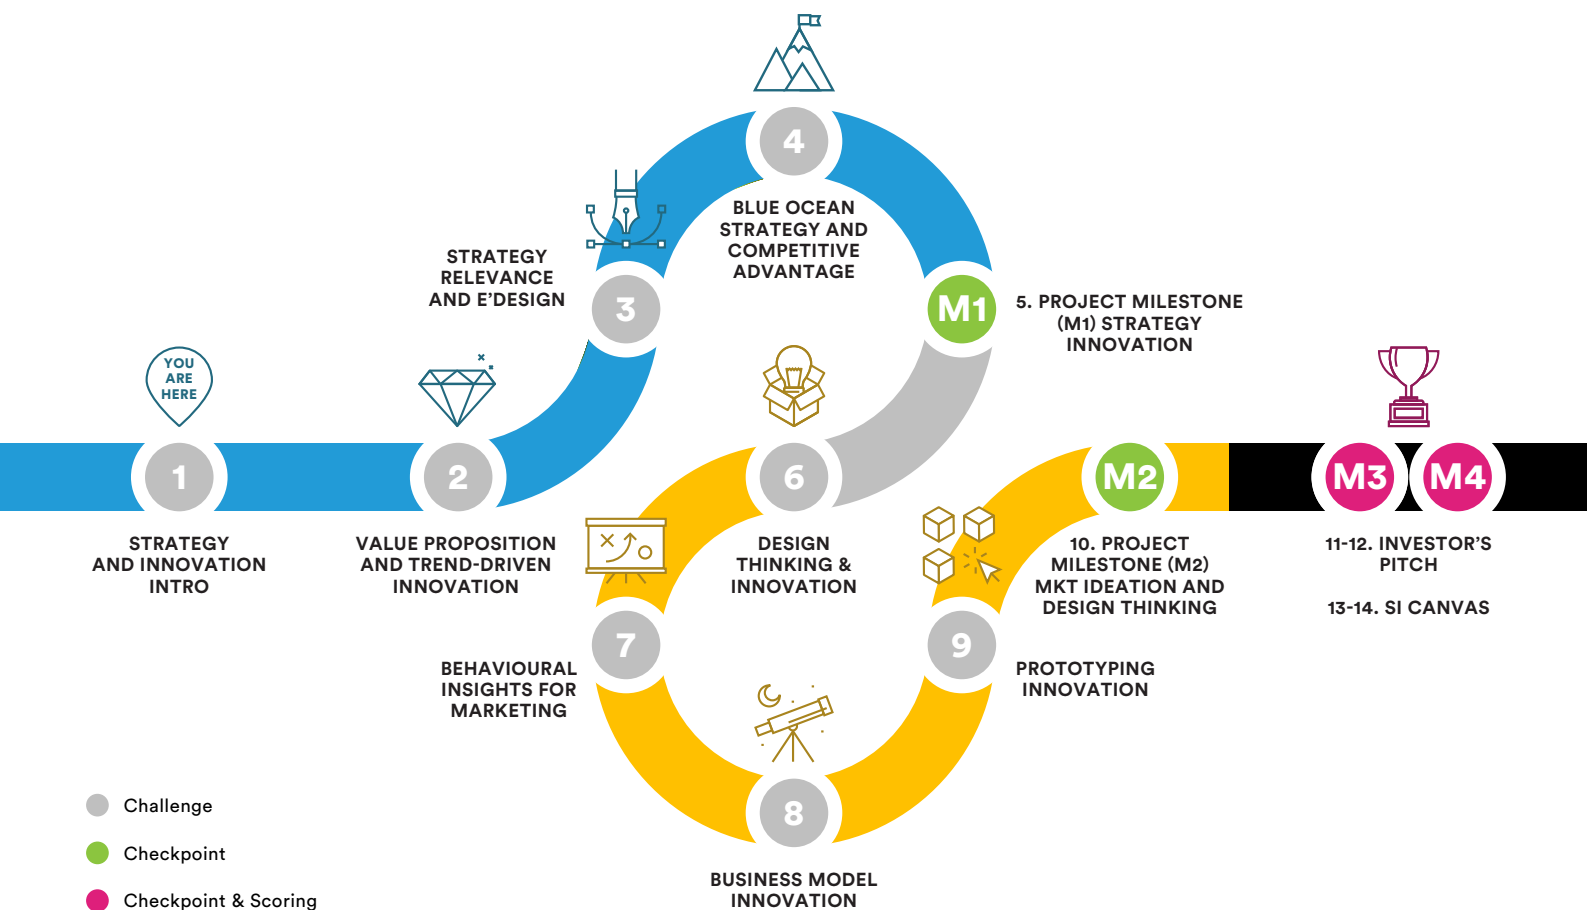 YOU
ARE
HERE
1
STRATEGY
AND INNOVATION
INTRO
2
VALUE PROPOSITION
AND TREND-DRIVEN
INNOVATION
3
STRATEGY
RELEVANCE
AND E'DESIGN
4
BLUE OCEAN
STRATEGY AND
COMPETITIVE
ADVANTAGE
M1
5. PROJECT MILESTONE
(M1) STRATEGY
INNOVATION
6
DESIGN
THINKING &
INNOVATION
7
BEHAVIOURAL
INSIGHTS FOR
MARKETING
8
BUSINESS MODEL
INNOVATION
9
PROTOTYPING
INNOVATION
M2
10. PROJECT
MILESTONE (M2)
MKT IDEATION AND
DESIGN THINKING
M3
M4
11-12. INVESTOR'S
PITCH
13-14. SI CANVAS
Challenge
Checkpoint
Checkpoint & Scoring